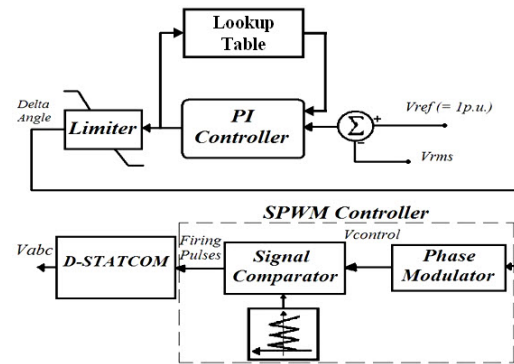 Lookup
Table
Delta
Angle
Limiter
PI
Controller
Σ
+
−
Vref (= 1p.u.)
Vrms
SPWM Controller
Vabc
D-STATCOM
Firing
Pulses
Signal
Comparator
Vcontrol
Phase
Modulator